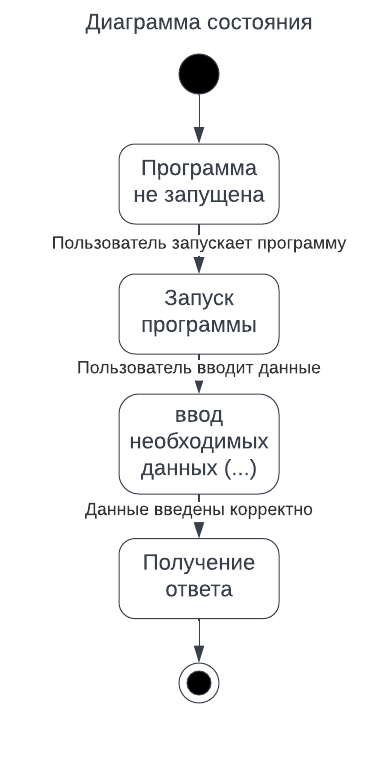 Диаграмма состояния
Программа
не запущена
Пользователь запускает программу
Запуск
программы
Пользователь вводит данные
ввод
необходимых
данных (...)
Данные введены корректно
Получение
ответа